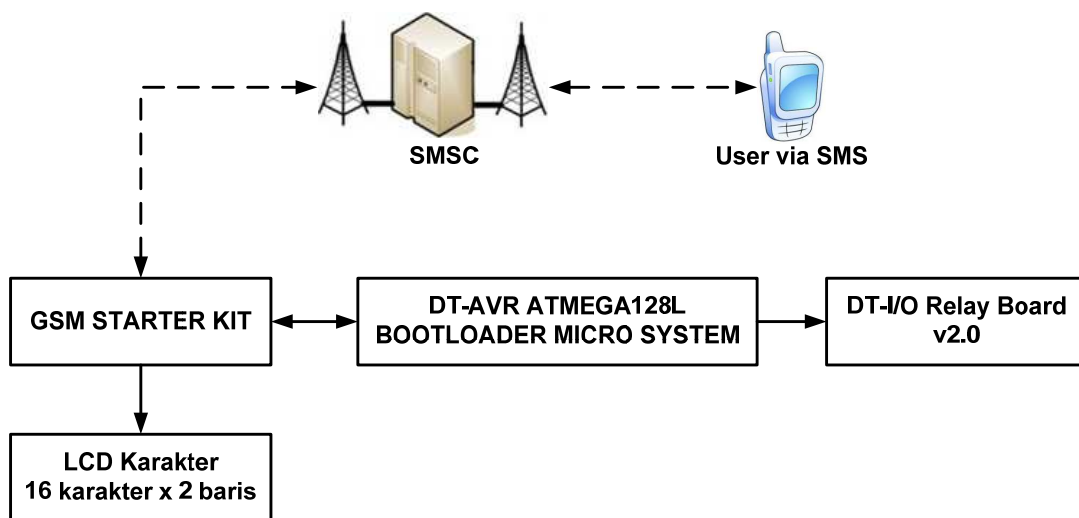 SMSC
User via SMS
GSM STARTER KIT
DT-AVR ATMEGA128L
BOOTLOADER MICRO SYSTEM
DT-I/O Relay Board
v2.0
LCD Karakter
16 karakter x 2 baris